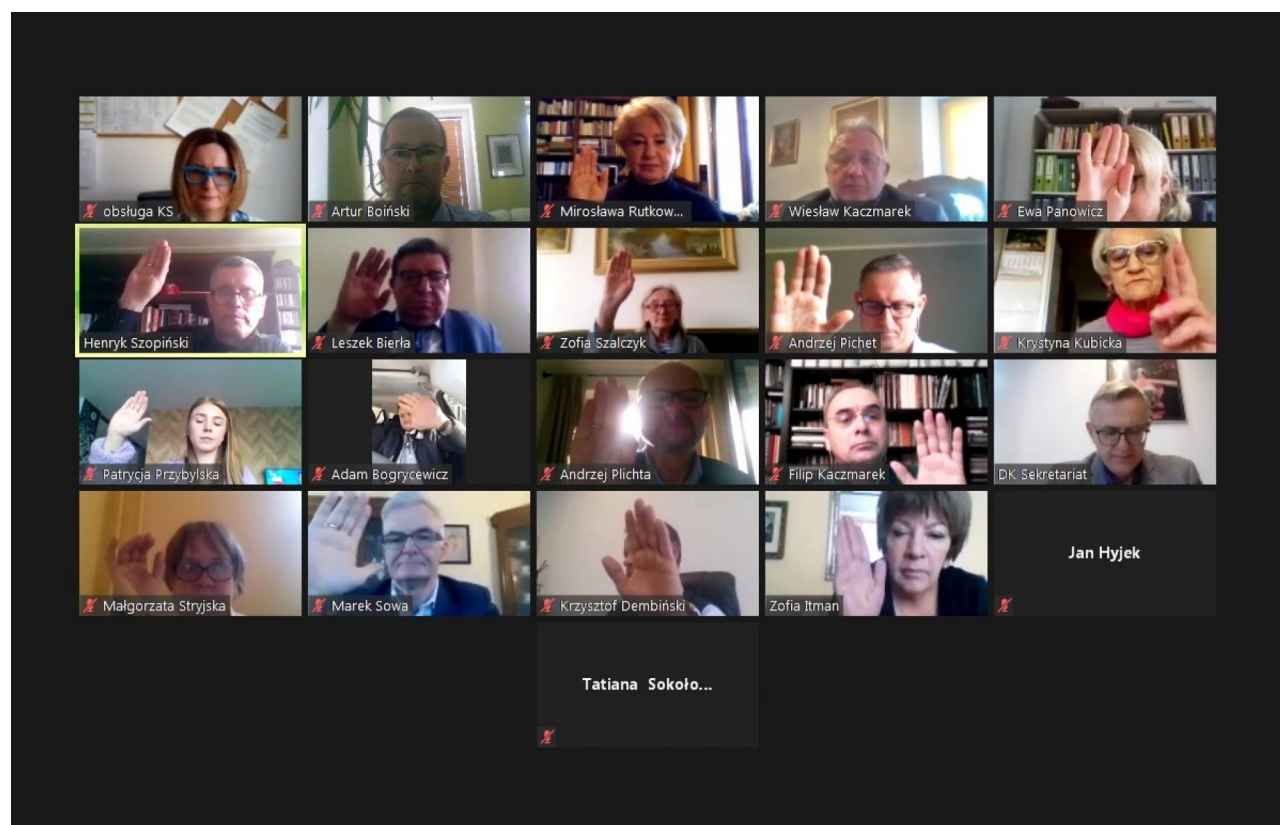 obsługa KS
Artur Boiński
Mirosława Rutkow...
Wiesław Kaczmarek
Ewa Panowicz
Henryk Szopiński
Leszek Bierła
Zofia Szalczyk
Andrzej Pichet
Krystyna Kubicka
Patrycja Przybylska
Adam Bogrycewicz
Andrzej Plichta
Filip Kaczmarek
DK Sekretariat
Małgorzata Stryjska
Marek Sowa
Krzysztof Dembiński
Zofia Itman
Jan Hyjek
Tatiana Sokoło...